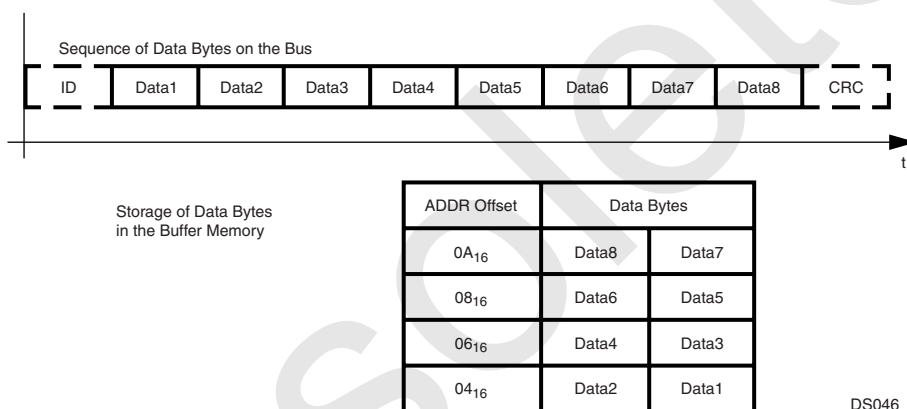 Sequence of Data Bytes on the Bus
ID Data1 Data2 Data3 Data4 Data5 Data6 Data7 Data8 CRC
t
Storage of Data Bytes
in the Buffer Memory
ADDR Offset Data Bytes
0A₁₆ Data8 Data7
08₁₆ Data6 Data5
06₁₆ Data4 Data3
04₁₆ Data2 Data1
DS046